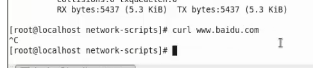 RX bytes:5437 (5.3 KiB)  TX bytes:5437 (5.3 KiB)
[root@localhost network-scripts]# curl www.baidu.com
^C
[root@localhost network-scripts]#